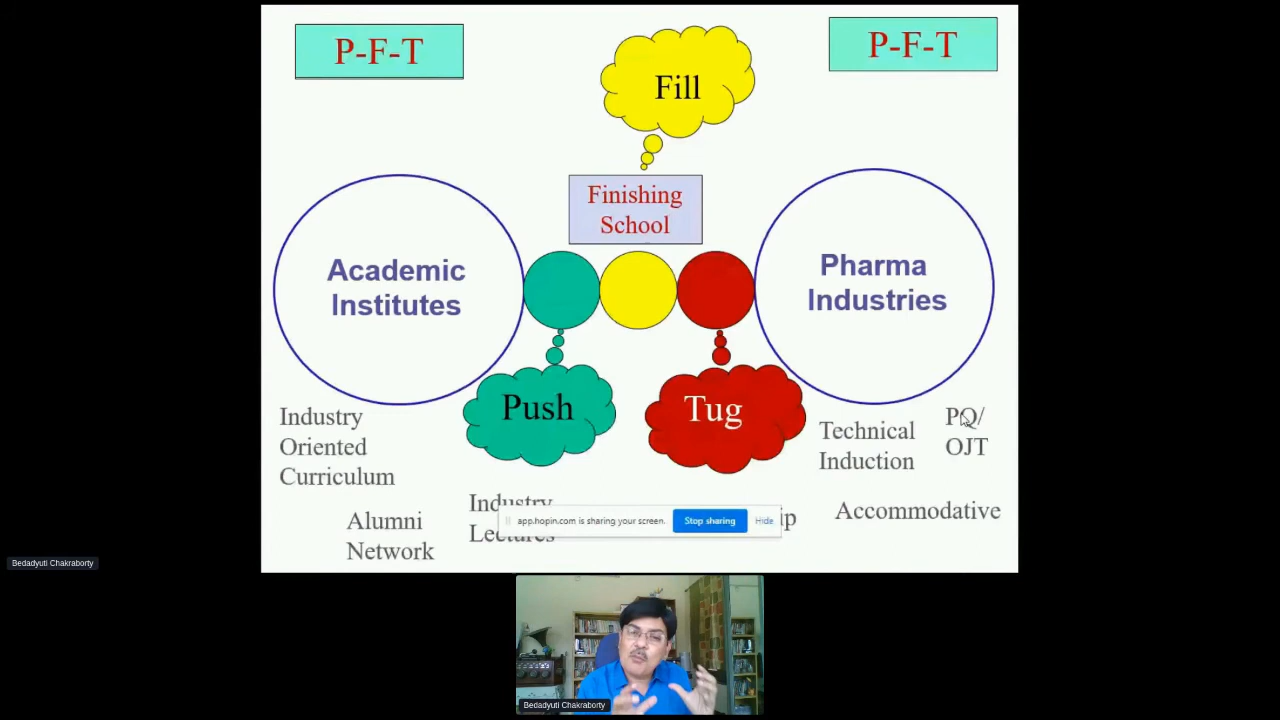 P-F-T
P-F-T
Fill
Finishing
School
Academic
Institutes
Pharma
Industries
Push
Tug
Industry
Oriented
Curriculum
Alumni
Network
Industry
Lectures
Technical
Induction
PQ/
OJT
Accommodative
app.hopin.com is sharing your screen.
Stop sharing
Hide
Bedadyuti Chakraborty
Bedadyuti Chakraborty